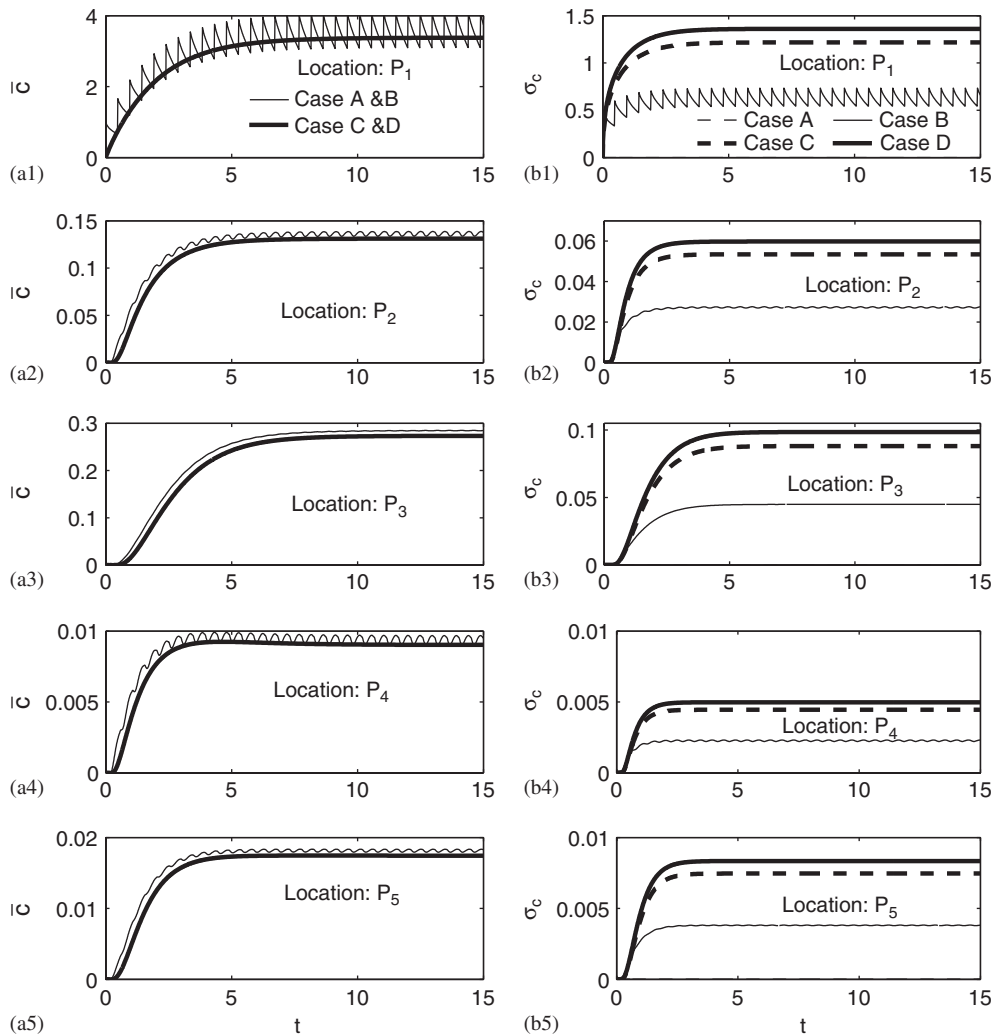 4
2
0
c̄
Location: P₁
Case A &B
Case C &D
0 5 10 15
(a1)
1.5
1
0.5
0
σc
Location: P₁
Case A Case B
Case C Case D
0 5 10 15
(b1)
0.15
0.1
0.05
0
c̄
Location: P₂
0 5 10 15
(a2)
0.06
0.04
0.02
0
σc
Location: P₂
0 5 10 15
(b2)
0.3
0.2
0.1
0
c̄
Location: P₃
0 5 10 15
(a3)
0.1
0.05
0
σc
Location: P₃
0 5 10 15
(b3)
0.01
0.005
0
c̄
Location: P₄
0 5 10 15
(a4)
0.01
0.005
0
σc
Location: P₄
0 5 10 15
(b4)
0.02
0.01
0
c̄
Location: P₅
0 5 10 15
(a5)
t
0.01
0.005
0
σc
Location: P₅
0 5 10 15
(b5)
t